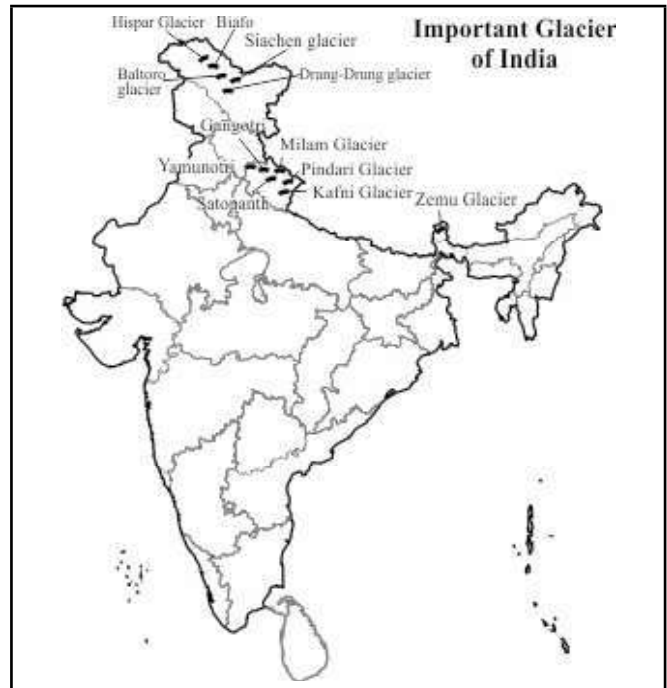 Important Glacier
of India
Hispar Glacier
Biafo
Siachen glacier
Baltoro
glacier
Drang-Drung glacier
Gangotri
Milam Glacier
Yamunotri
Pindari Glacier
Satopanth
Kafni Glacier
Zemu Glacier